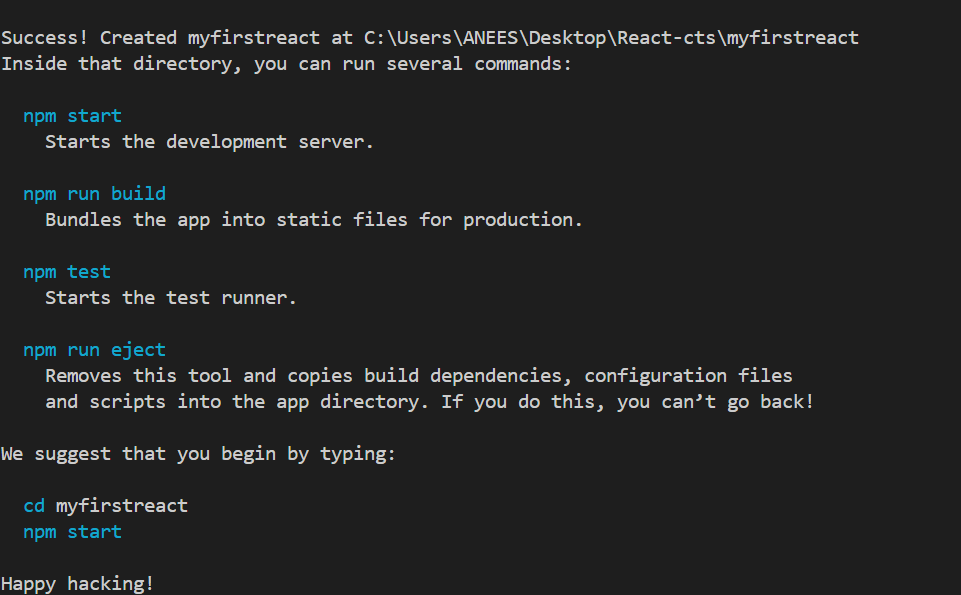 Success! Created myfirstreact at C:\Users\ANEES\Desktop\React-cts\myfirstreact
Inside that directory, you can run several commands:
npm start
Starts the development server.
npm run build
Bundles the app into static files for production.
npm test
Starts the test runner.
npm run eject
Removes this tool and copies build dependencies, configuration files
and scripts into the app directory. If you do this, you can’t go back!
We suggest that you begin by typing:
cd myfirstreact
npm start
Happy hacking!